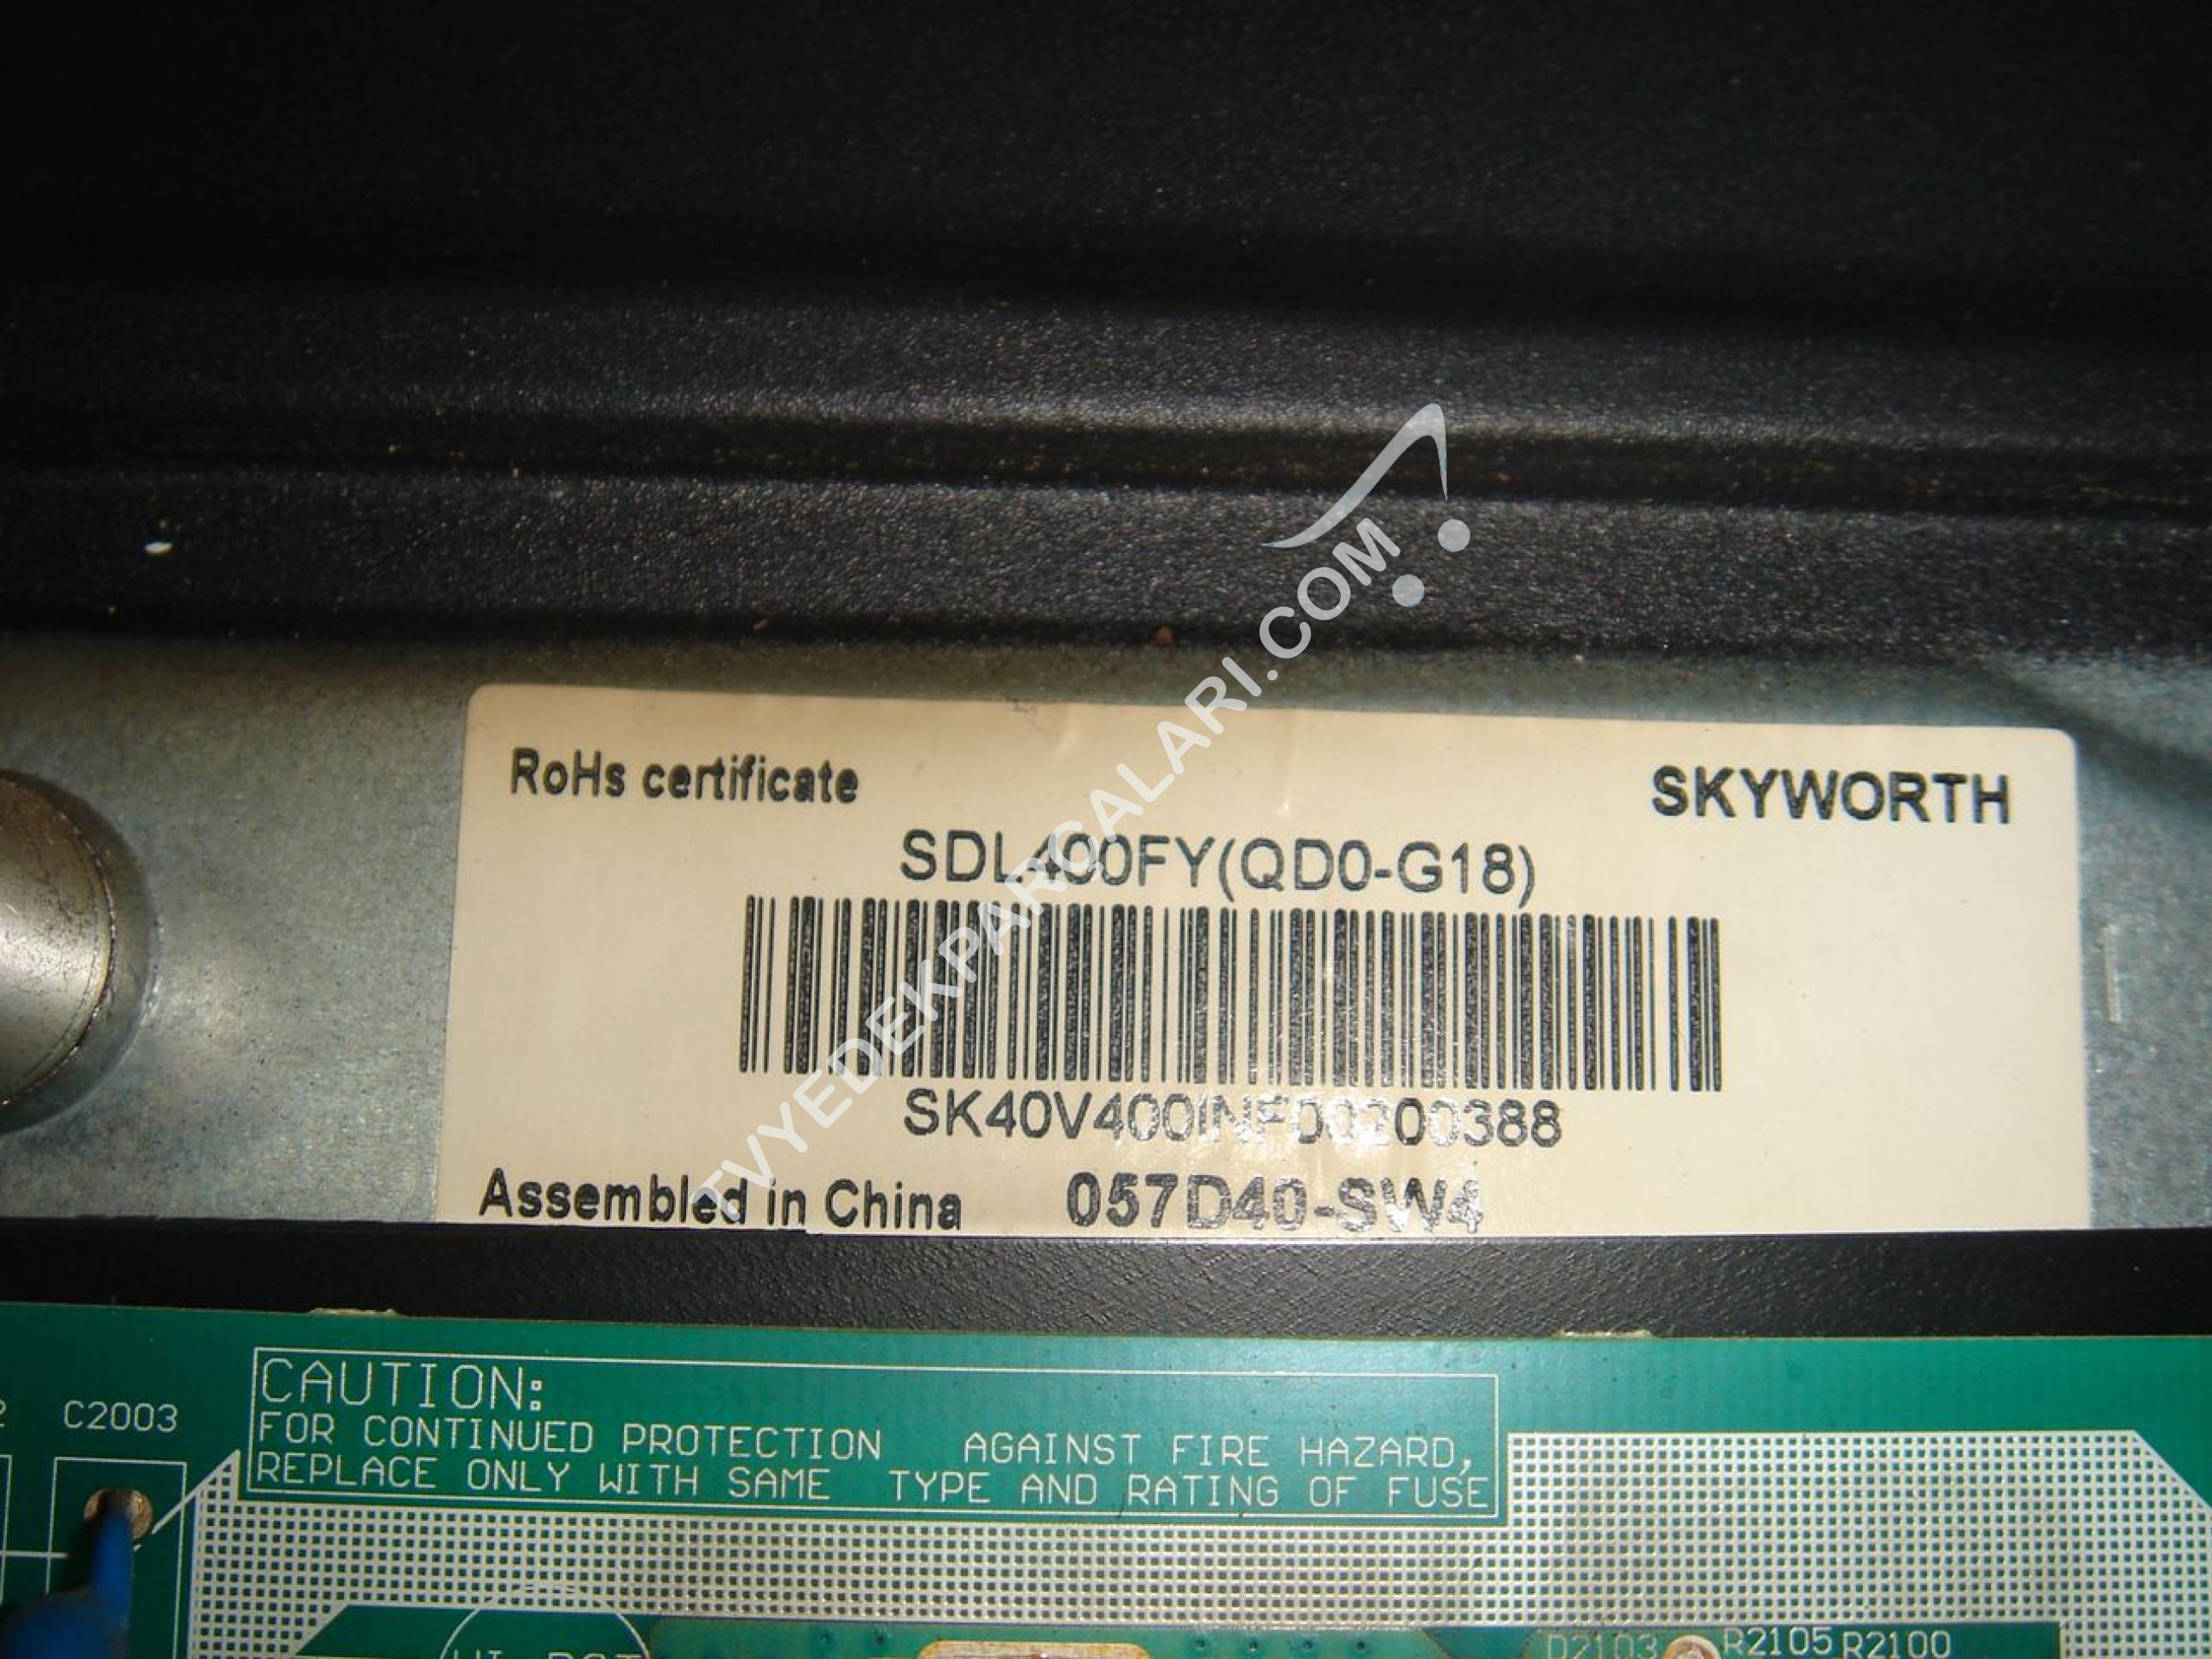 RoHs certificate
SKYWORTH
SDL400FY(QD0-G18)
SK40V400INF00200388
Assembled in China 057D40-SW4
TVYEDEKPARCALARI.COM
CAUTION:
FOR CONTINUED PROTECTION AGAINST FIRE HAZARD,
REPLACE ONLY WITH SAME TYPE AND RATING OF FUSE
C2003
D2103 R2105 R2100